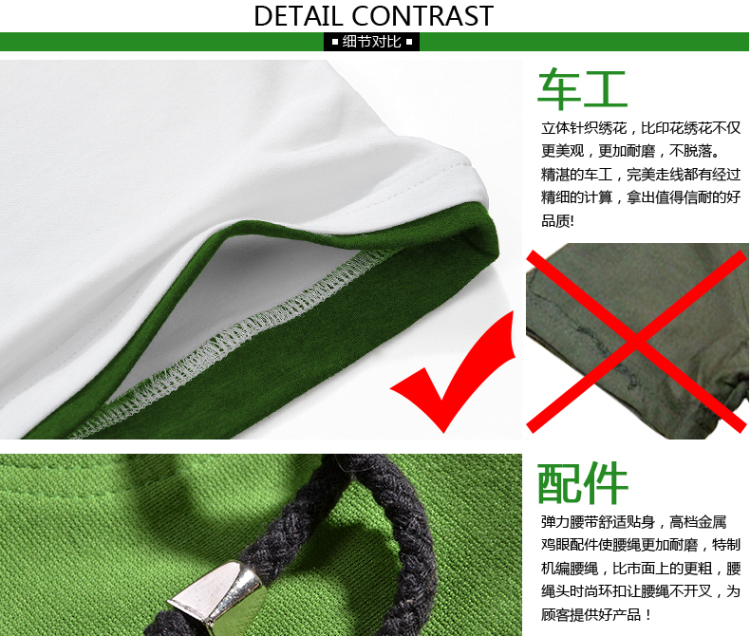 DETAIL CONTRAST
细节对比
车工
立体针织绣花，比印花绣花不仅
更美观，更加耐磨，不脱落。
精湛的车工，完美走线都有经过
精细的计算，拿出值得信耐的好
品质!
配件
弹力腰带舒适贴身，高档金属
鸡眼配件使腰绳更加耐磨，特制
机编腰绳，比市面上的更粗，腰
绳头时尚环扣让腰绳不开叉，为
顾客提供好产品！